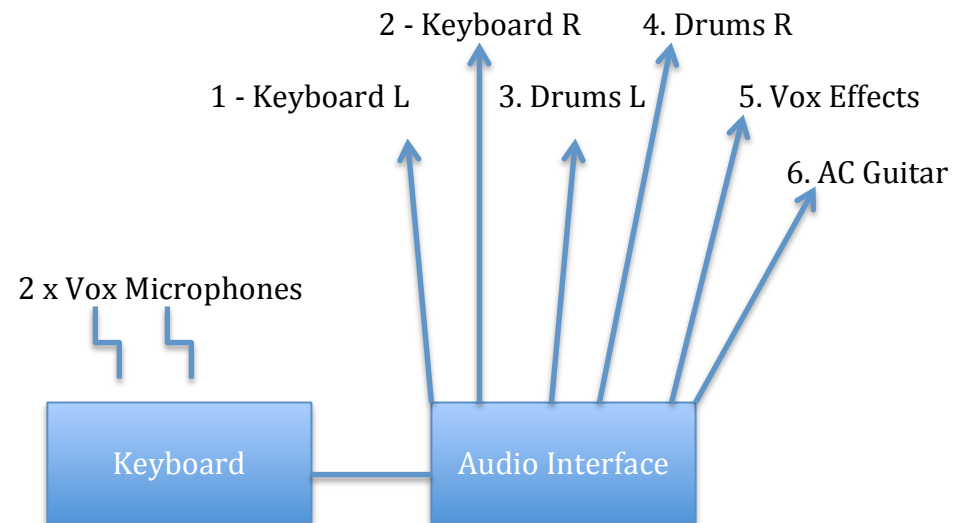 2 - Keyboard R
4. Drums R
1 - Keyboard L
3. Drums L
5. Vox Effects
6. AC Guitar
2 x Vox Microphones
Keyboard
Audio Interface